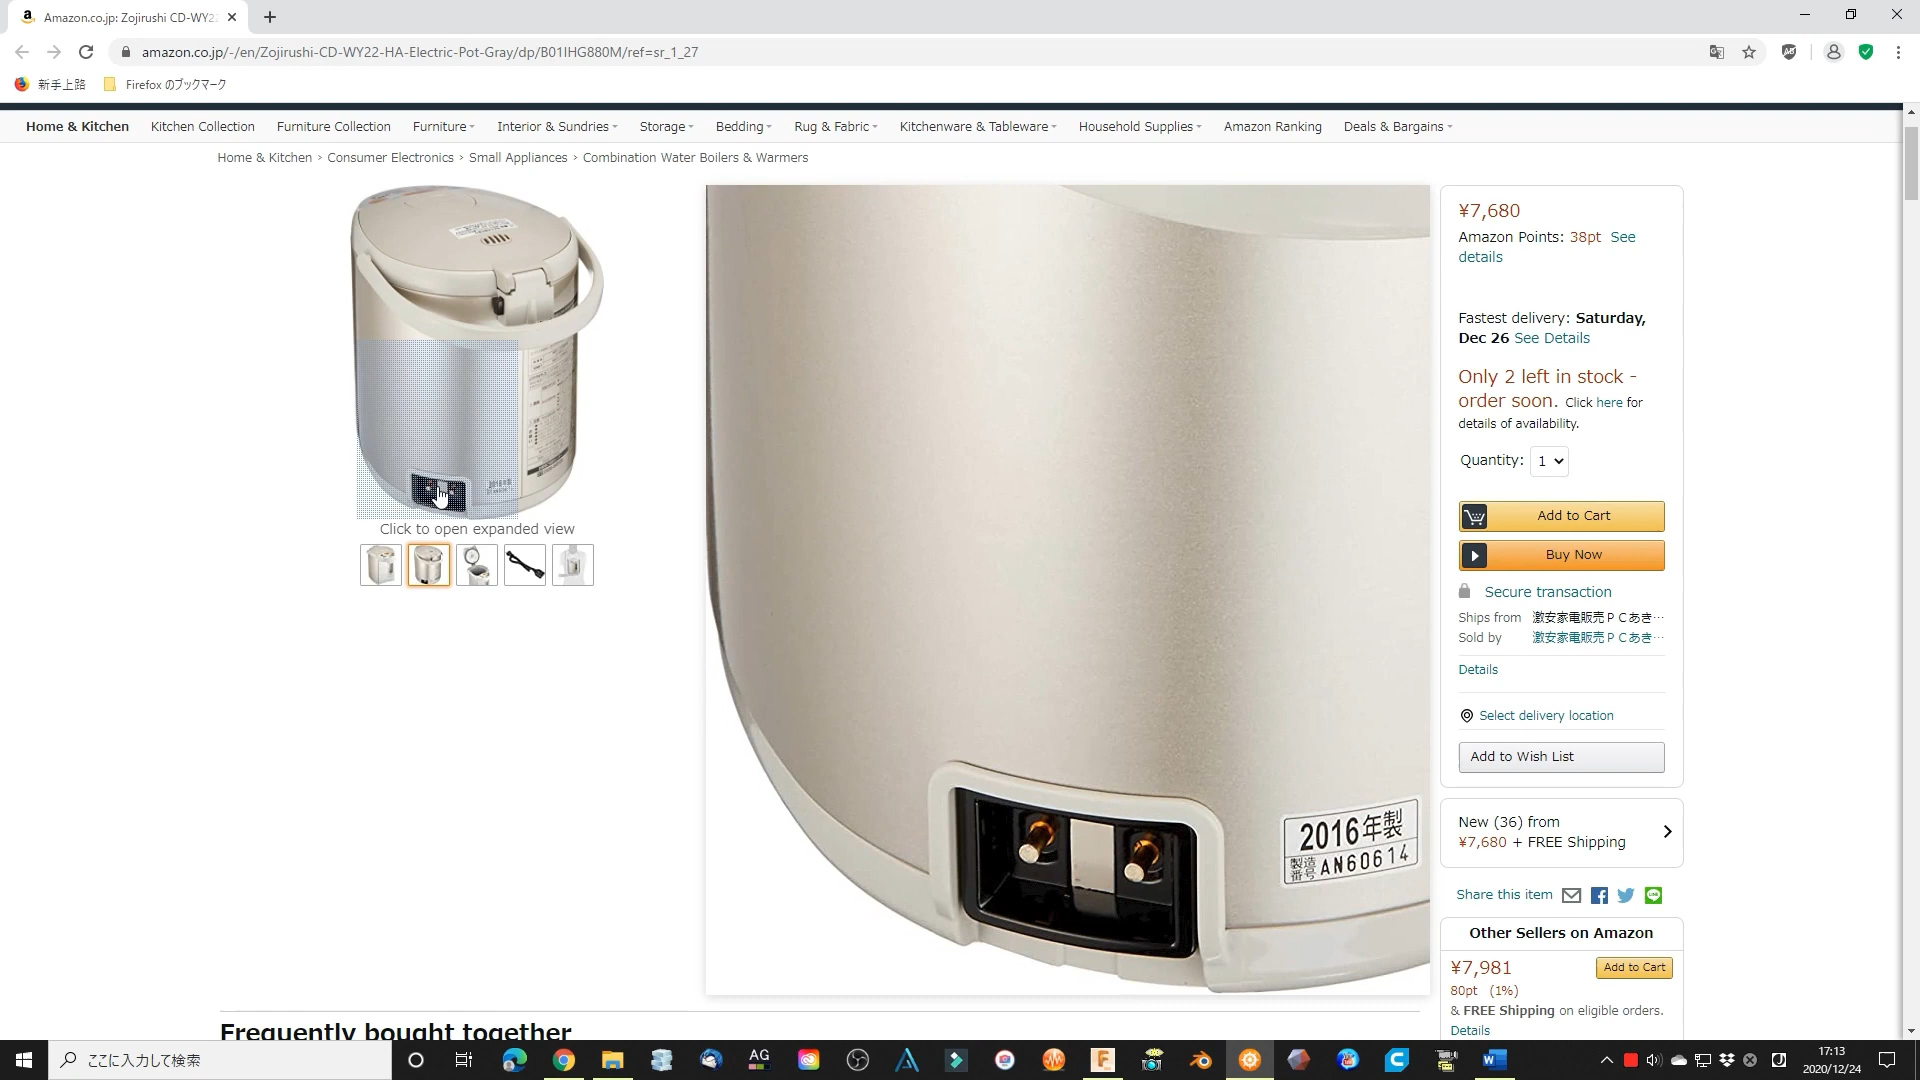 Amazon.co.jp: Zojirushi CD-WY22
amazon.co.jp/-/en/Zojirushi-CD-WY22-HA-Electric-Pot-Gray/dp/B01IHG880M/ref=sr_1_27
新手上路
Firefox のブックマーク
Home & Kitchen Kitchen Collection Furniture Collection Furniture Interior & Sundries Storage Bedding Rug & Fabric Kitchenware & Tableware Household Supplies Amazon Ranking Deals & Bargains
Home & Kitchen › Consumer Electronics › Small Appliances › Combination Water Boilers & Warmers
Click to open expanded view
2016年製
製造番号 AN60614
¥7,680
Amazon Points: 38pt See
details
Fastest delivery: Saturday,
Dec 26 See Details
Only 2 left in stock -
order soon. Click here for
details of availability.
Quantity: 1
Add to Cart
Buy Now
Secure transaction
Ships from 激安家電販売ＰＣあき…
Sold by 激安家電販売ＰＣあき…
Details
Select delivery location
Add to Wish List
New (36) from
¥7,680 + FREE Shipping
Share this item
Other Sellers on Amazon
¥7,981
Add to Cart
80pt (1%)
& FREE Shipping on eligible orders.
Details
Frequently bought together
ここに入力して検索
AG
17:13
2020/12/24